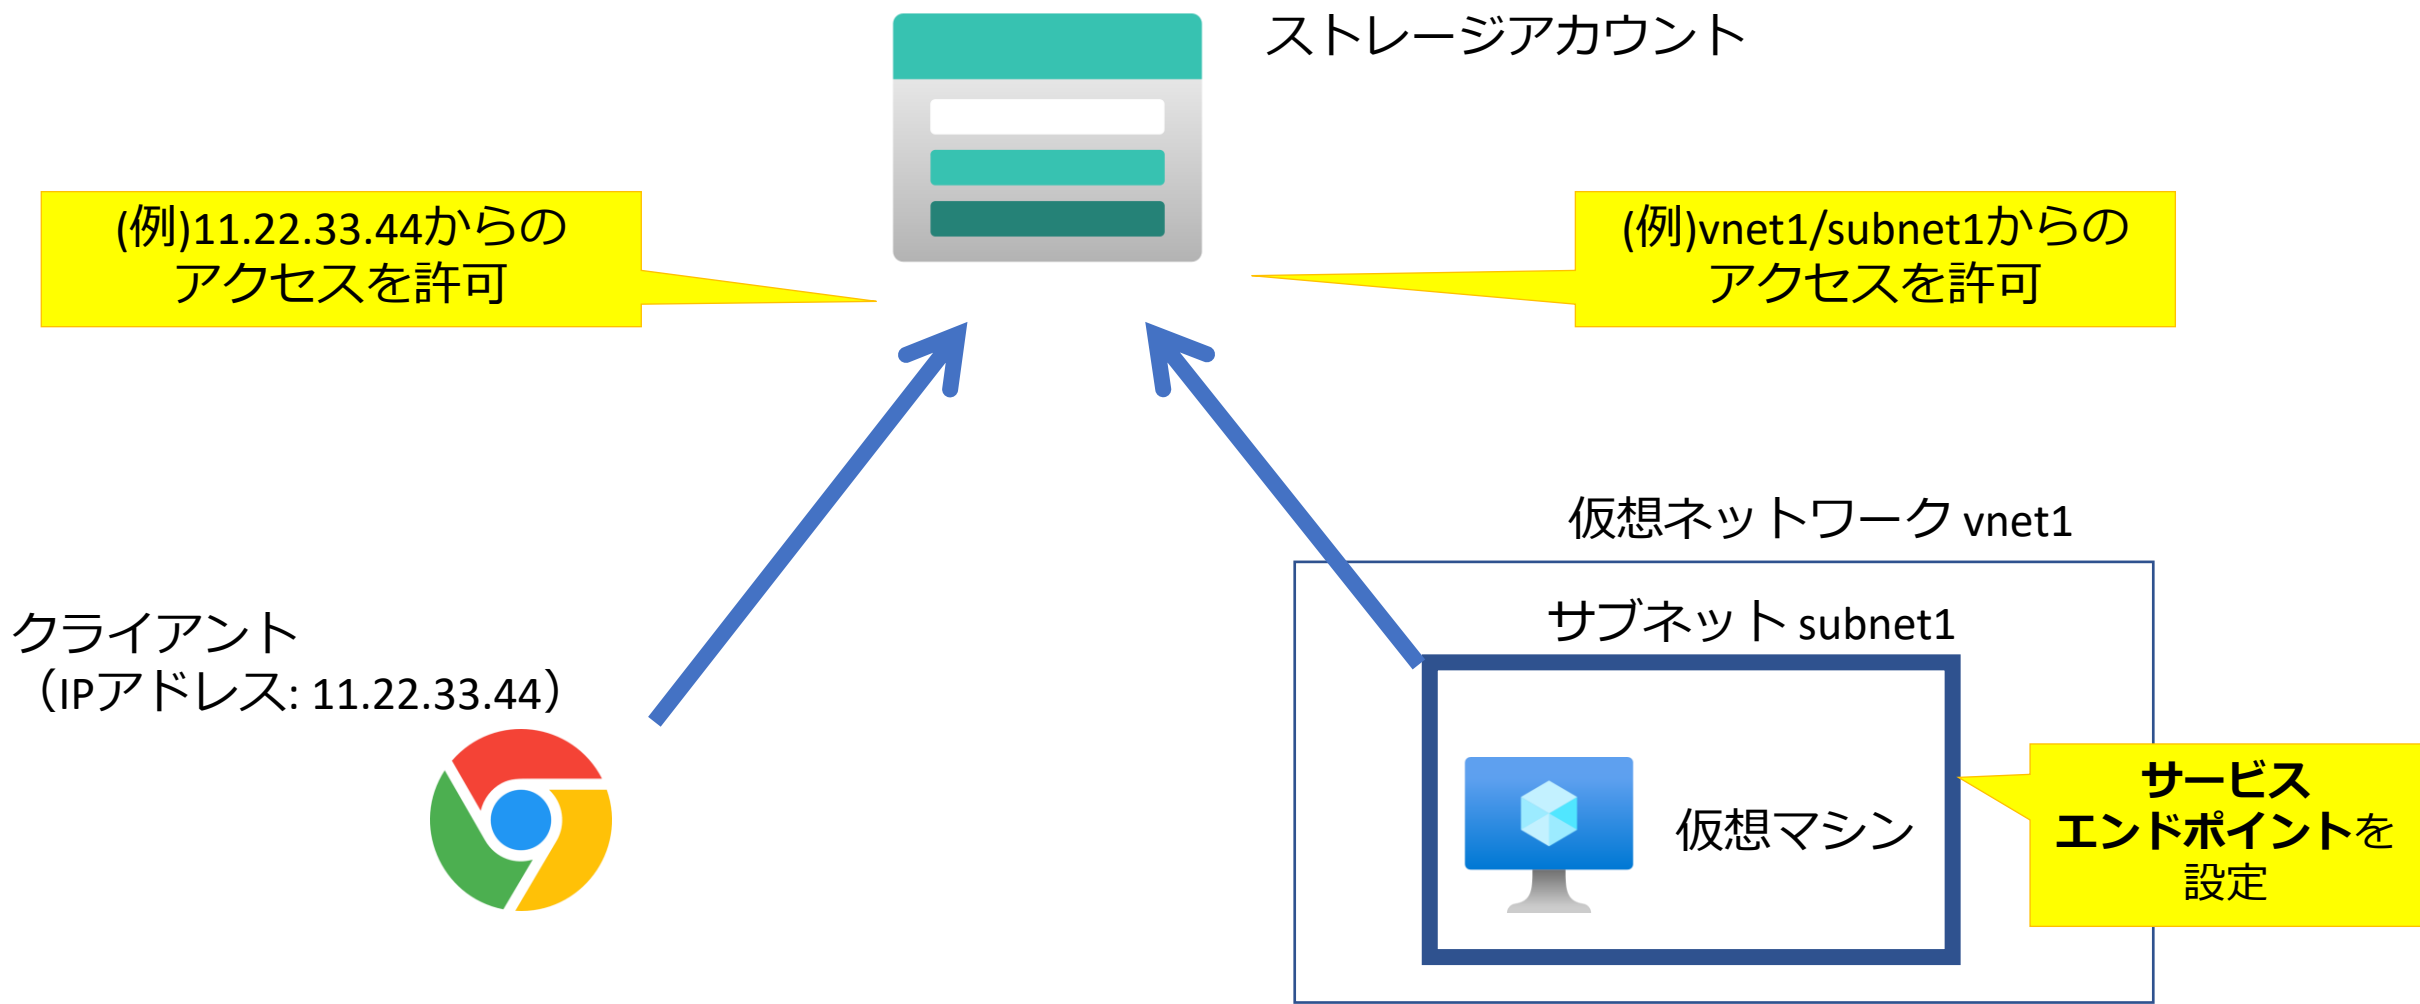 ストレージアカウント
(例)11.22.33.44からの
アクセスを許可
(例)vnet1/subnet1からの
アクセスを許可
仮想ネットワーク vnet1
サブネット subnet1
クライアント
（IPアドレス: 11.22.33.44）
仮想マシン
サービス
エンドポイントを
設定